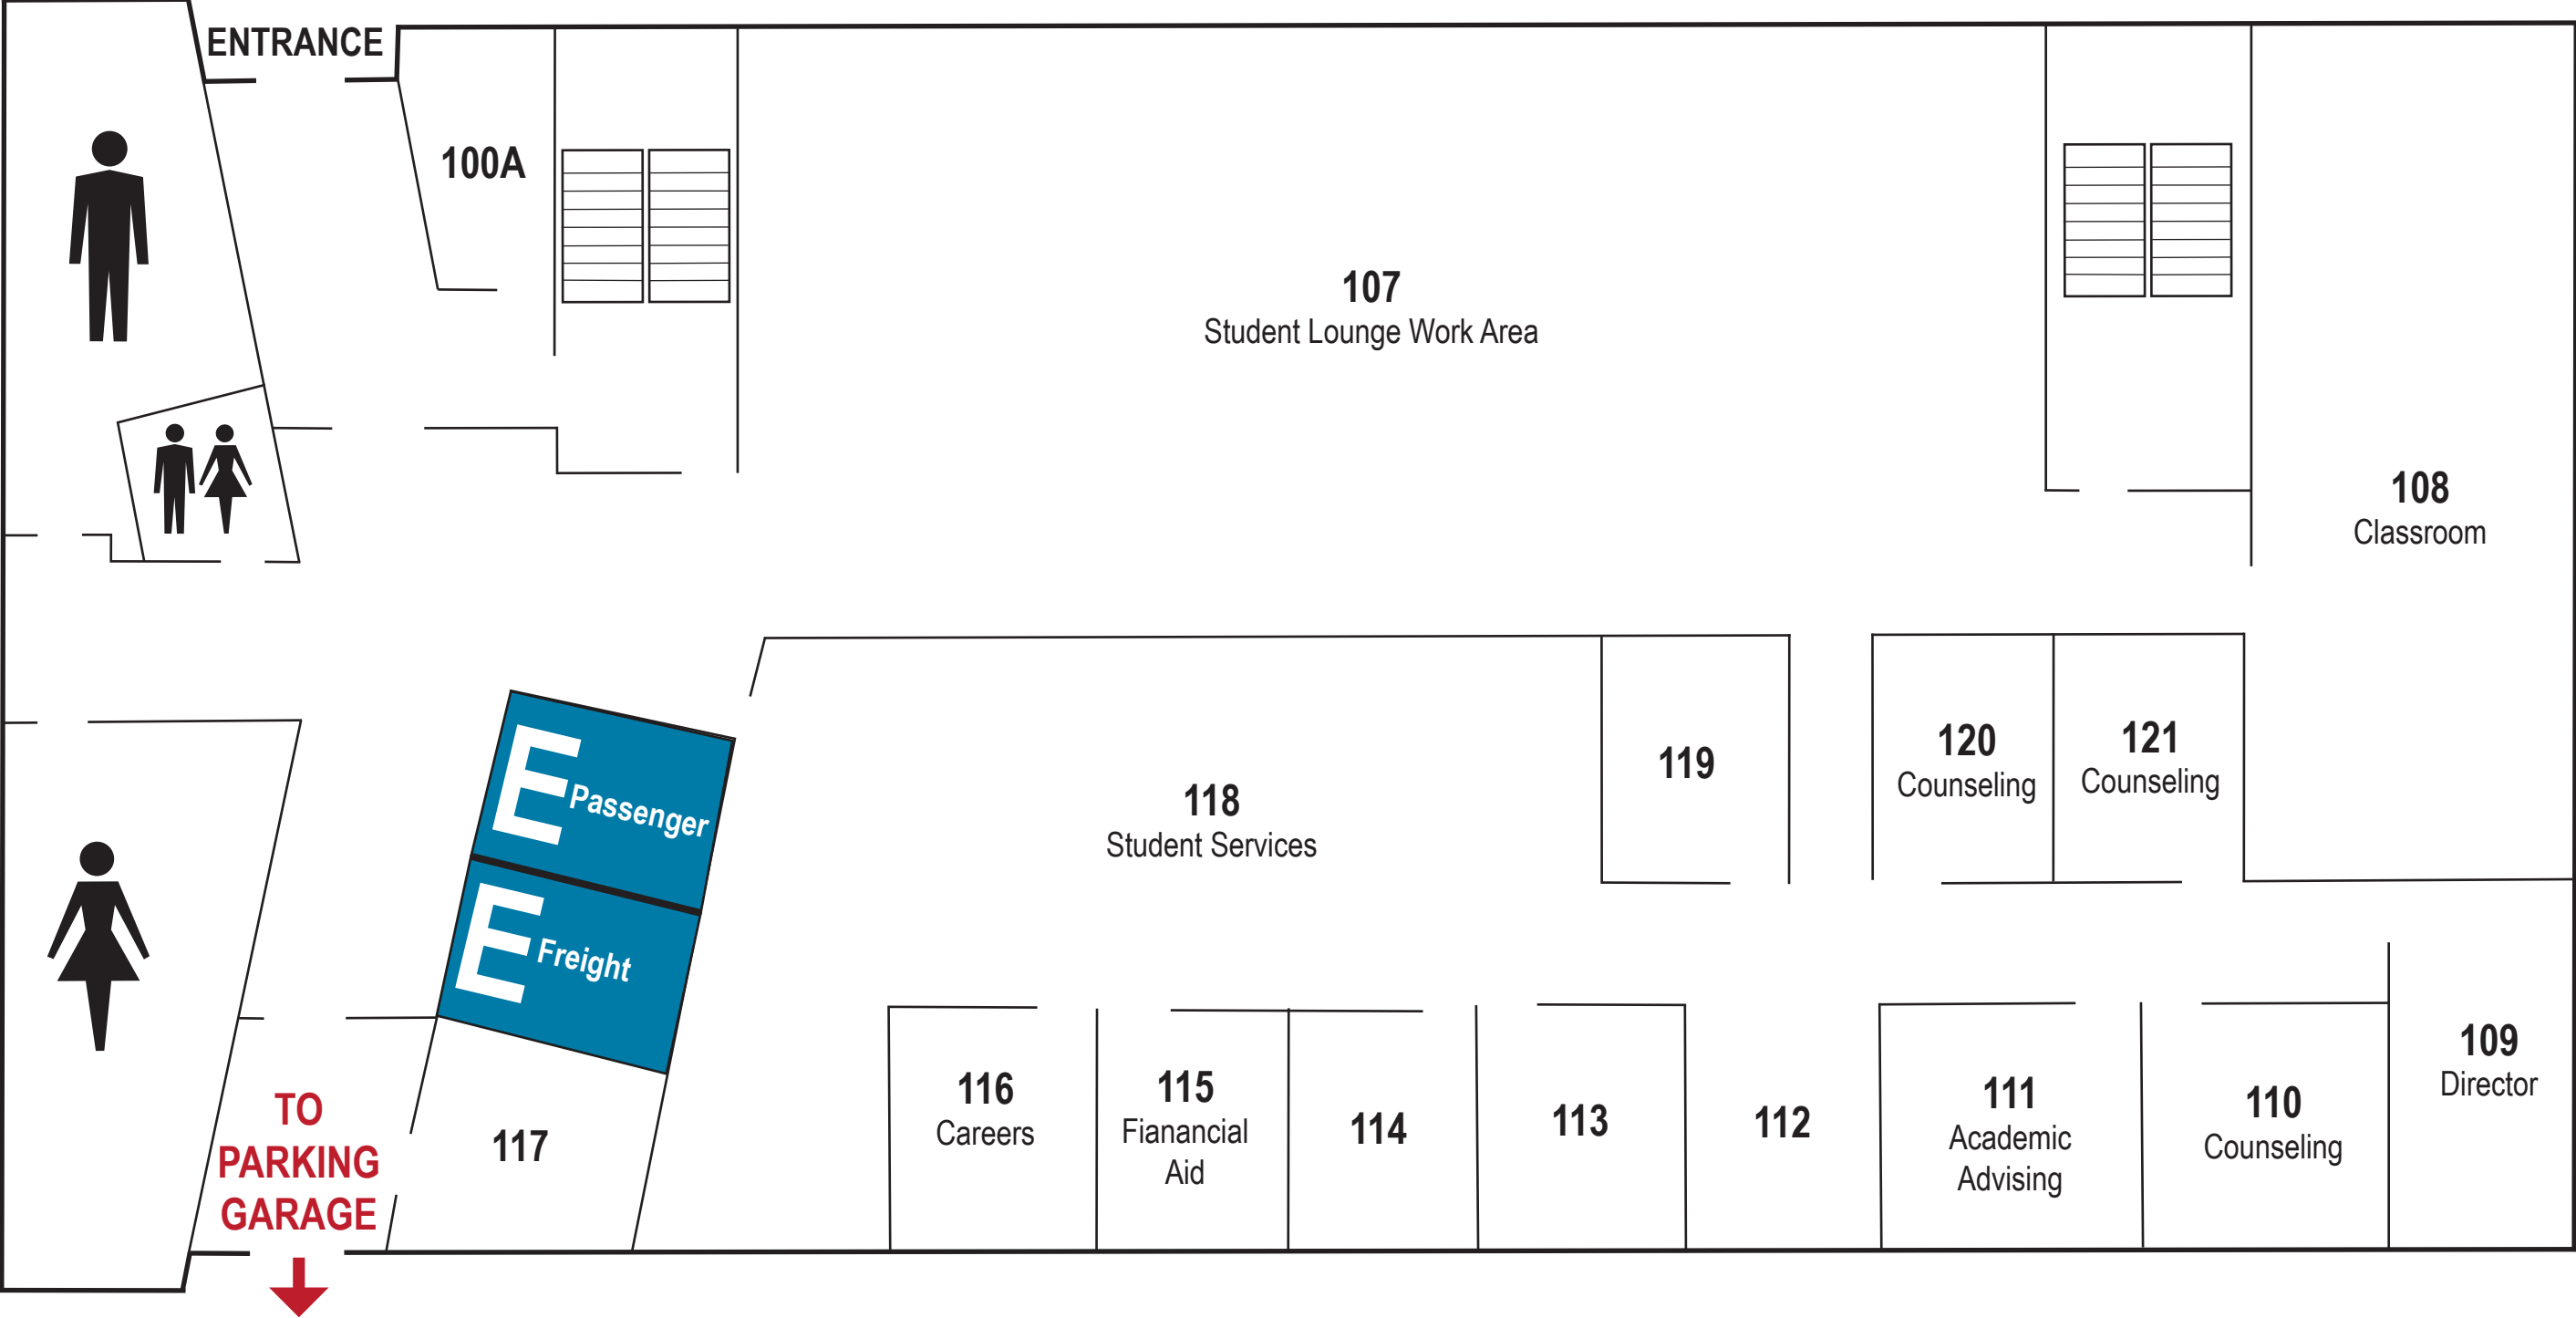 ENTRANCE
100A
107
Student Lounge Work Area
108
Classroom
E Passenger
E Freight
118
Student Services
119
120
Counseling
121
Counseling
TO
PARKING
GARAGE
117
116
Careers
115
Fianancial
Aid
114
113
112
111
Academic
Advising
110
Counseling
109
Director